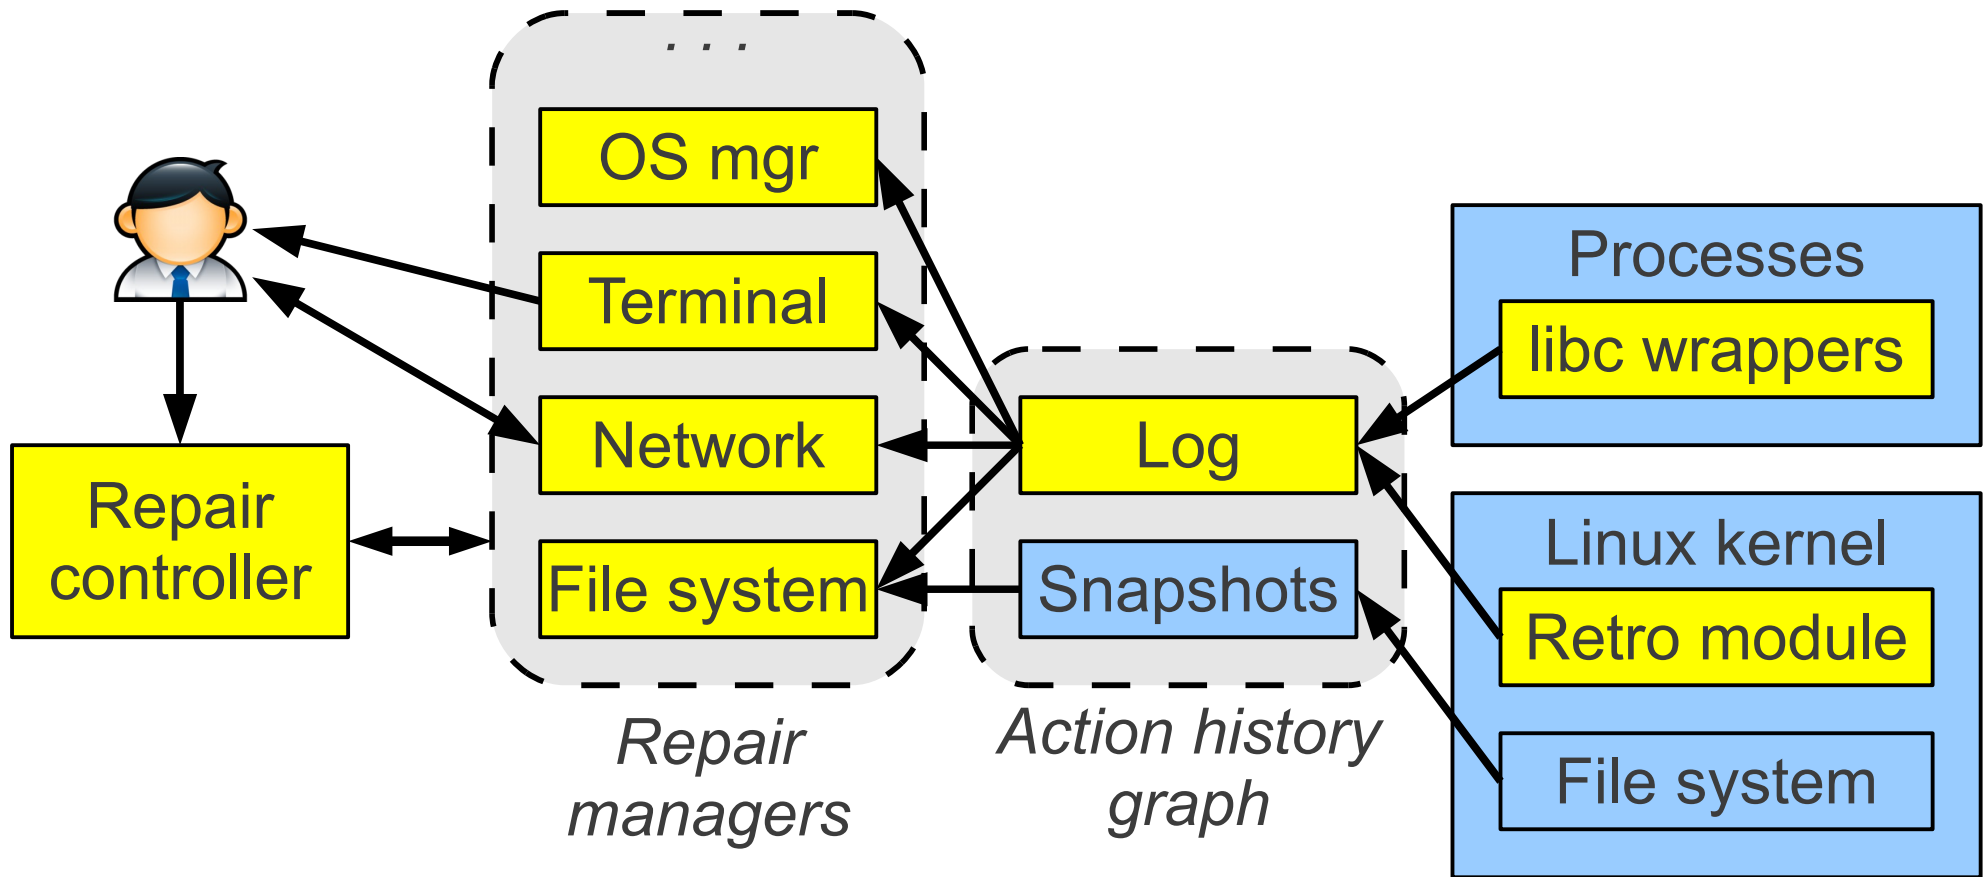 . . .
OS mgr
Terminal
Network
File system
Repair
managers
Repair
controller
Log
Snapshots
Action history
graph
Processes
libc wrappers
Linux kernel
Retro module
File system